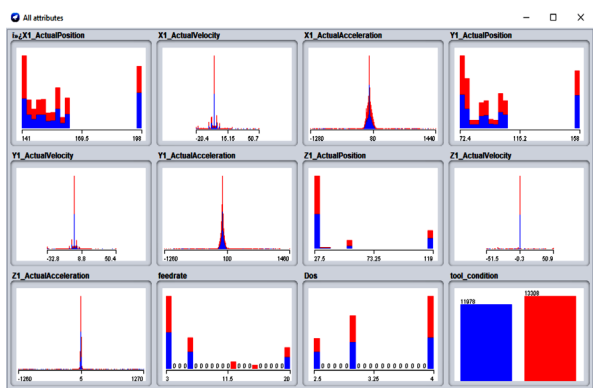 All attributes
ï»¿X1_ActualPosition
X1_ActualVelocity
X1_ActualAcceleration
Y1_ActualPosition
141 169.5 198
-20.4 15.15 50.7
-1280 80 1440
72.4 115.2 158
Y1_ActualVelocity
Y1_ActualAcceleration
Z1_ActualPosition
Z1_ActualVelocity
-32.8 8.8 50.4
-1260 100 1460
27.5 73.25 119
-51.5 -0.3 50.9
Z1_ActualAcceleration
feedrate
Dos
tool_condition
11978
13308
-1260 5 1270
3 11.5 20
2.5 3.25 4